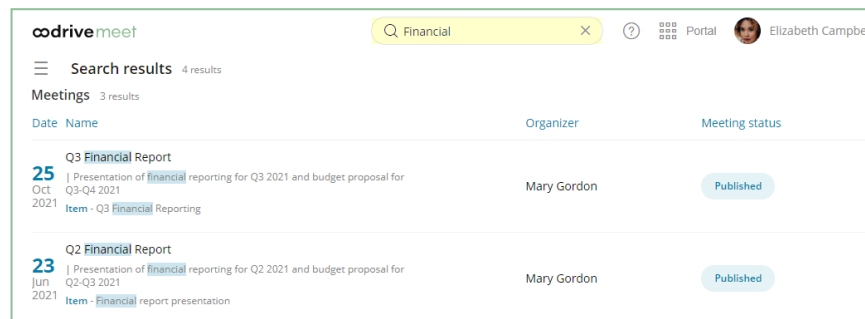 oodrive meet
Financial
Portal
Elizabeth Campbe
Search results 4 results
Meetings 3 results
Date Name Organizer Meeting status
Q3 Financial Report
25 Oct 2021
| Presentation of financial reporting for Q3 2021 and budget proposal for
Q3-Q4 2021
Item - Q3 Financial Reporting
Mary Gordon
Published
Q2 Financial Report
23 Jun 2021
| Presentation of financial reporting for Q2 2021 and budget proposal for
Q2-Q3 2021
Item - Financial report presentation
Mary Gordon
Published